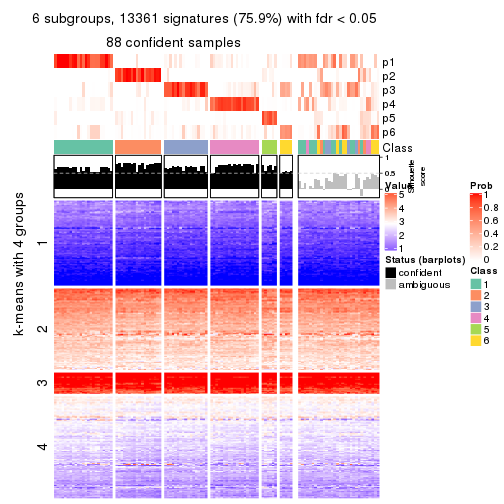 6 subgroups, 13361 signatures (75.9%) with fdr < 0.05
88 confident samples
p1
p2
p3
p4
p5
p6
Class
1
0.5
0
Silhouette
score
k-means with 4 groups
1
2
3
4
Value
5
4
3
2
1
Status (barplots)
confident
ambiguous
Prob
1
0.8
0.6
0.4
0.2
0
Class
1
2
3
4
5
6